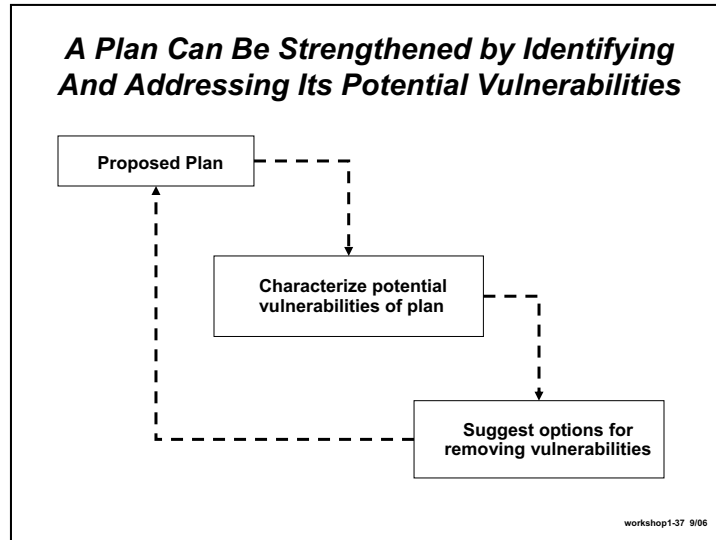 A Plan Can Be Strengthened by Identifying
And Addressing Its Potential Vulnerabilities
Proposed Plan
Characterize potential
vulnerabilities of plan
Suggest options for
removing vulnerabilities
workshop1-37 9/06